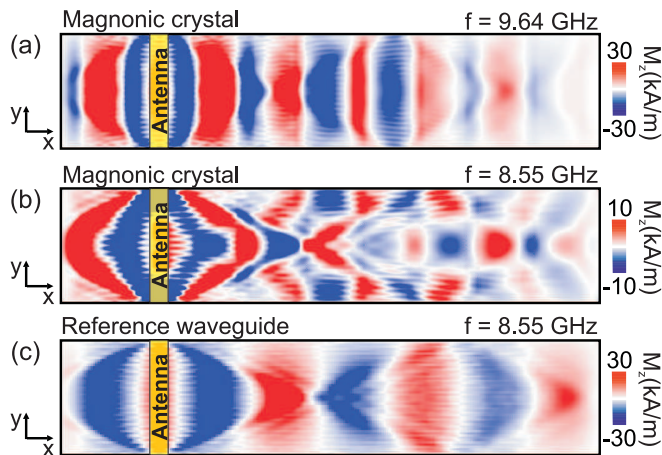 Magnonic crystal f = 9.64 GHz
(a)
Antenna
y
x
30
-30
M_z(kA/m)
Magnonic crystal f = 8.55 GHz
(b)
Antenna
y
x
10
-10
M_z(kA/m)
Reference waveguide f = 8.55 GHz
(c)
Antenna
y
x
30
-30
M_z(kA/m)